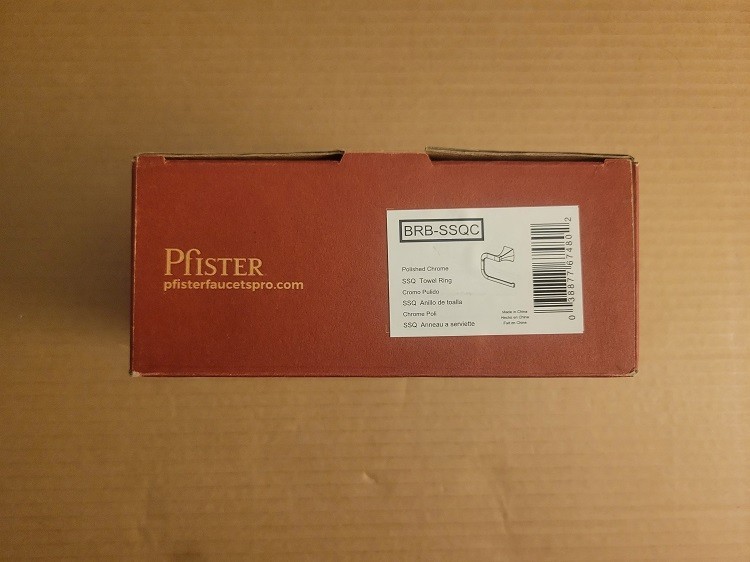 Pfister
pfisterfaucetspro.com
BRB-SSQC
Polished Chrome
SSQ Towel Ring
Cromo Pulido
SSQ Anillo de toalla
Chrome Poli
SSQ Anneau a serviette
Made in China
Hecho en China
Fait en Chine
0 38877 67480 2